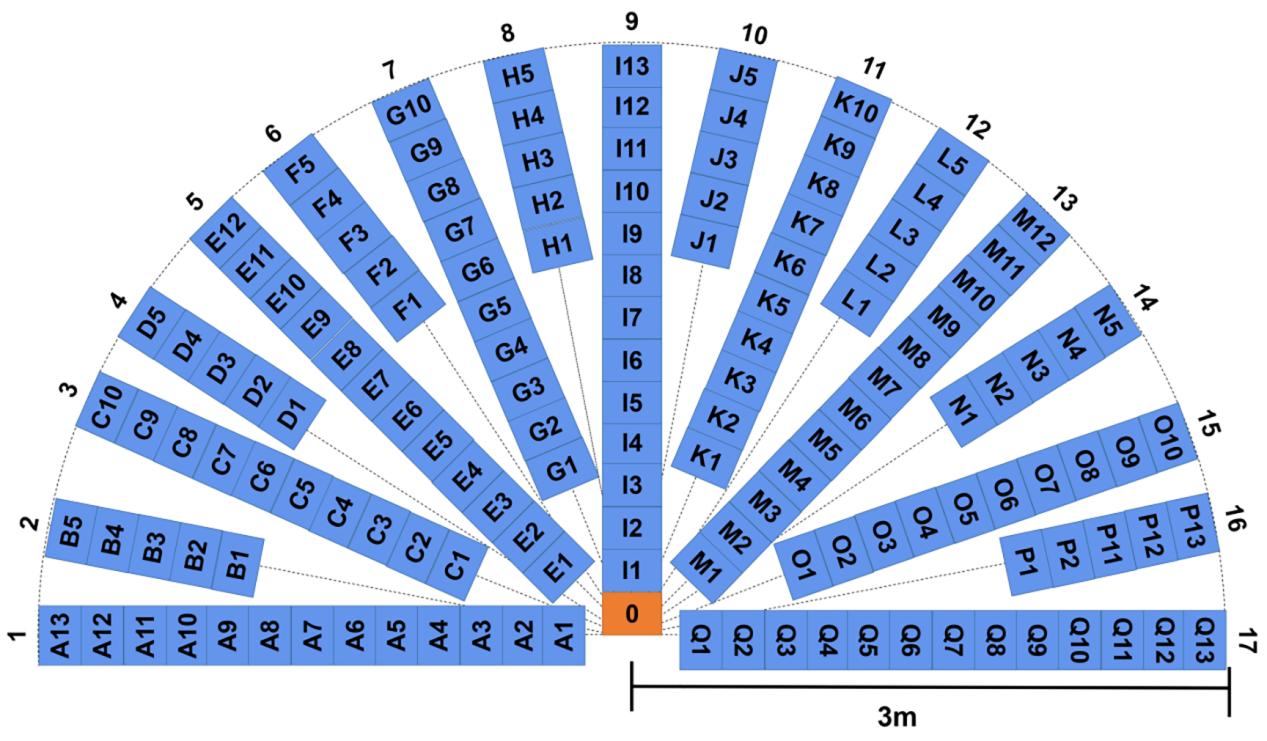 1
A13 A12 A11 A10 A9 A8 A7 A6 A5 A4 A3 A2 A1
2
B5 B4 B3 B2 B1
3
C10 C9 C8 C7 C6 C5 C4 C3 C2 C1
4
D5 D4 D3 D2 D1
5
E12 E11 E10 E9 E8 E7 E6 E5 E4 E3 E2 E1
6
F5 F4 F3 F2 F1
7
G10 G9 G8 G7 G6 G5 G4 G3 G2 G1
8
H5 H4 H3 H2 H1
9
I13 I12 I11 I10 I9 I8 I7 I6 I5 I4 I3 I2 I1
0
10
J5 J4 J3 J2 J1
11
K10 K9 K8 K7 K6 K5 K4 K3 K2 K1
12
L5 L4 L3 L2 L1
13
M12 M11 M10 M9 M8 M7 M6 M5 M4 M3 M2 M1
14
N1 N2 N3 N4 N5
15
O1 O2 O3 O4 O5 O6 O7 O8 O9 O10
16
P1 P2 P11 P12 P13
17
Q1 Q2 Q3 Q4 Q5 Q6 Q7 Q8 Q9 Q10 Q11 Q12 Q13
3m